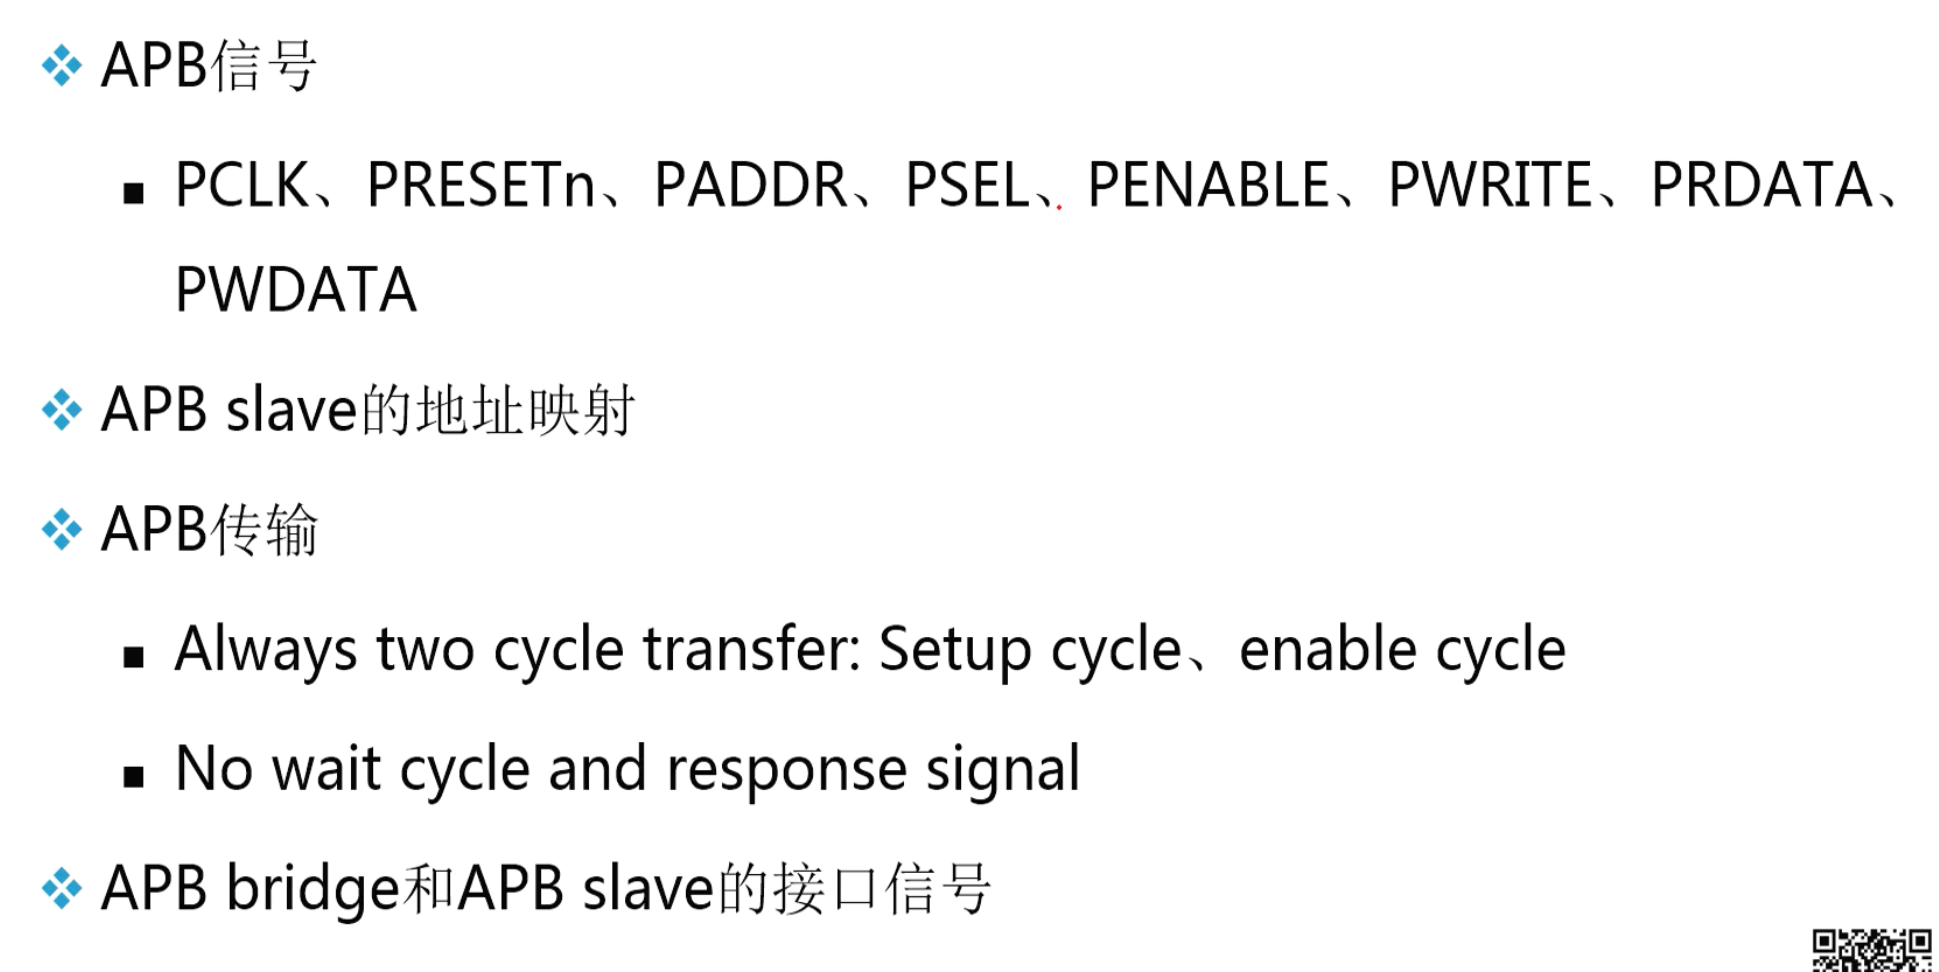 APB信号
PCLK、PRESETn、PADDR、PSEL、PENABLE、PWRITE、PRDATA、
PWDATA
APB slave的地址映射
APB传输
Always two cycle transfer: Setup cycle、enable cycle
No wait cycle and response signal
APB bridge和APB slave的接口信号